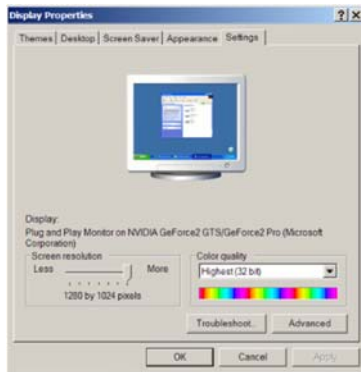 Display Properties
Themes Desktop Screen Saver Appearance Settings
Display:
Plug and Play Monitor on NVIDIA GeForce2 GTS/GeForce2 Pro (Microsoft
Corporation)
Screen resolution
Less More
1280 by 1024 pixels
Color quality
Highest (32 bit)
Troubleshoot... Advanced
OK Cancel Apply